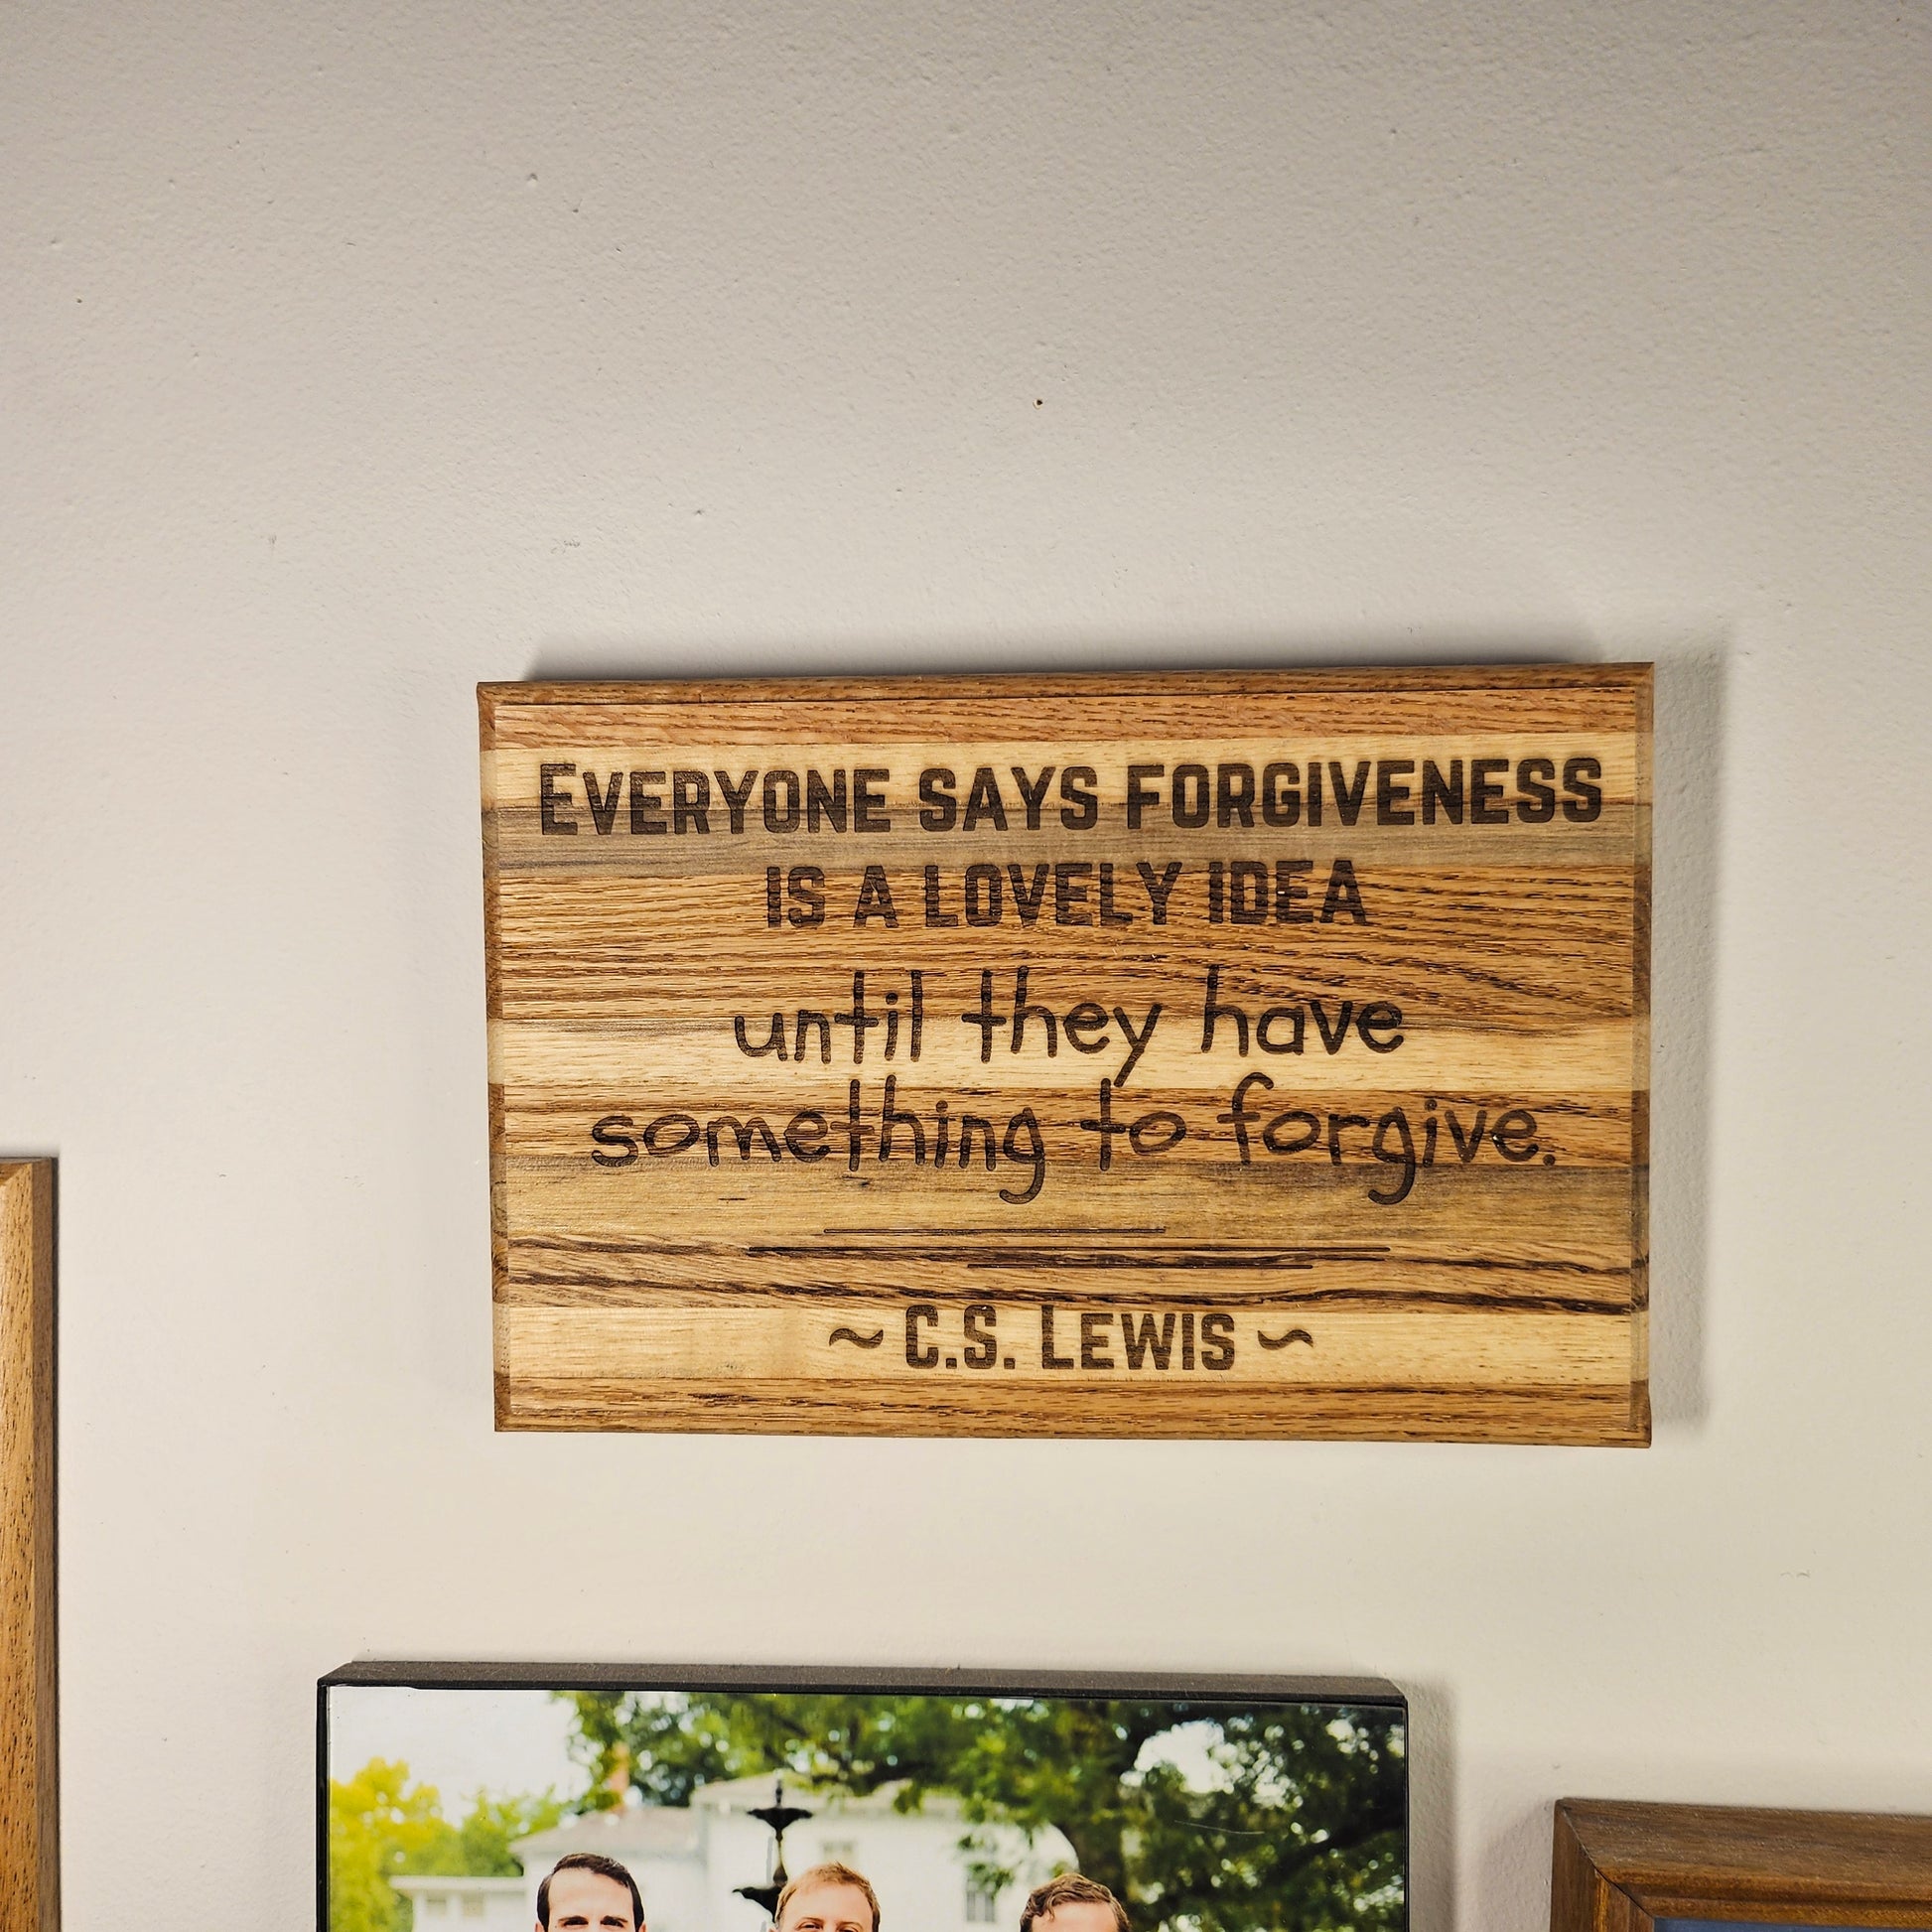 EVERYONE SAYS FORGIVENESS
IS A LOVELY IDEA
until they have
something to forgive.
~ C.S. LEWIS ~